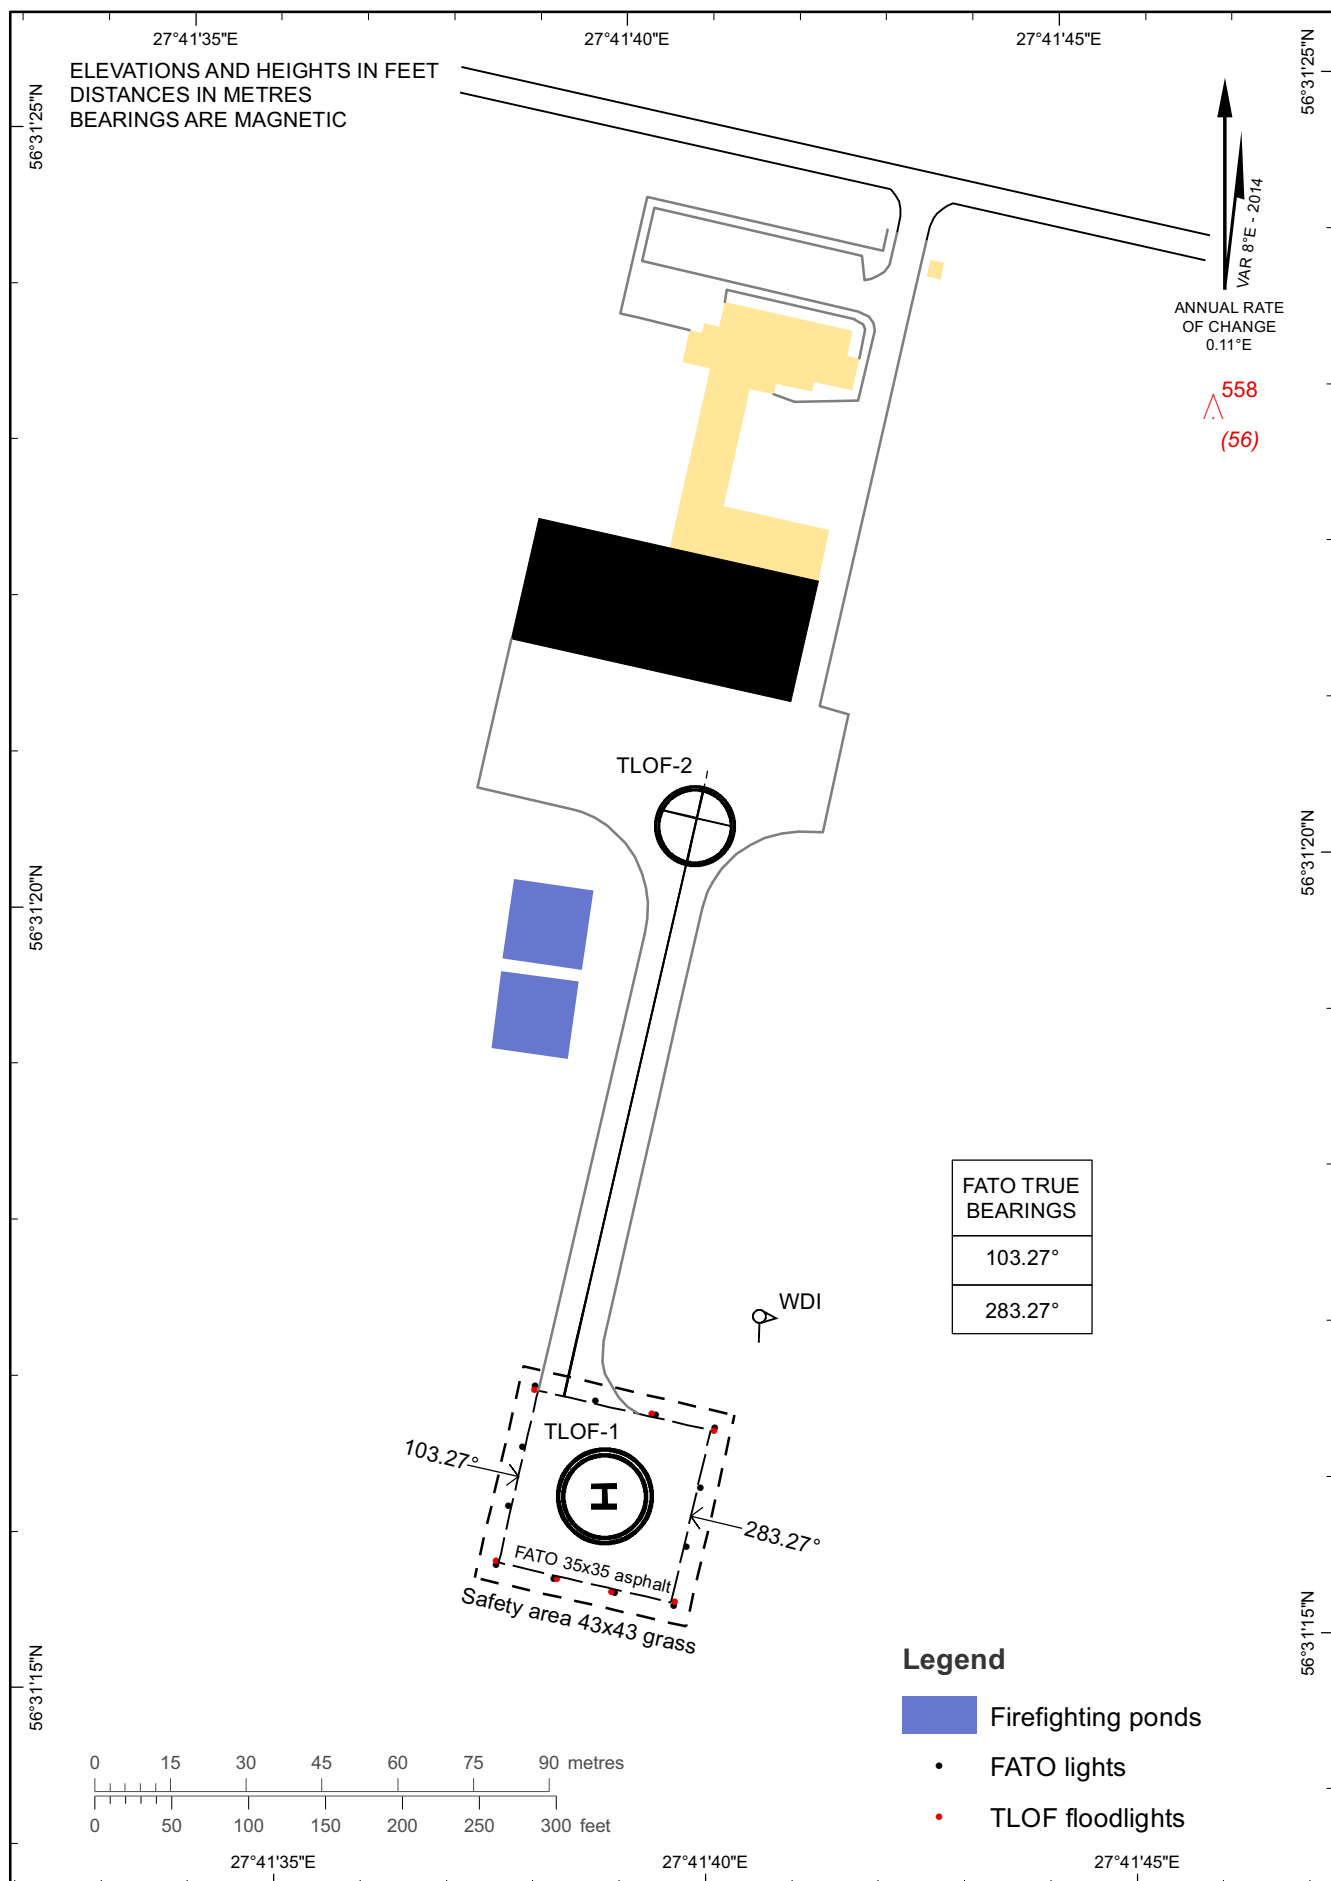 27°41'35"E
27°41'40"E
27°41'45"E
56°31'25"N
56°31'25"N
ELEVATIONS AND HEIGHTS IN FEET
DISTANCES IN METRES
BEARINGS ARE MAGNETIC
VAR 8°E - 2014
ANNUAL RATE
OF CHANGE
0.11°E
558
(56)
TLOF-2
56°31'20"N
56°31'20"N
FATO TRUE
BEARINGS
103.27°
283.27°
WDI
TLOF-1
103.27°
H
283.27°
FATO 35x35 asphalt
Safety area 43x43 grass
56°31'15"N
56°31'15"N
Legend
Firefighting ponds
FATO lights
TLOF floodlights
0 15 30 45 60 75 90 metres
0 50 100 150 200 250 300 feet
27°41'35"E
27°41'40"E
27°41'45"E